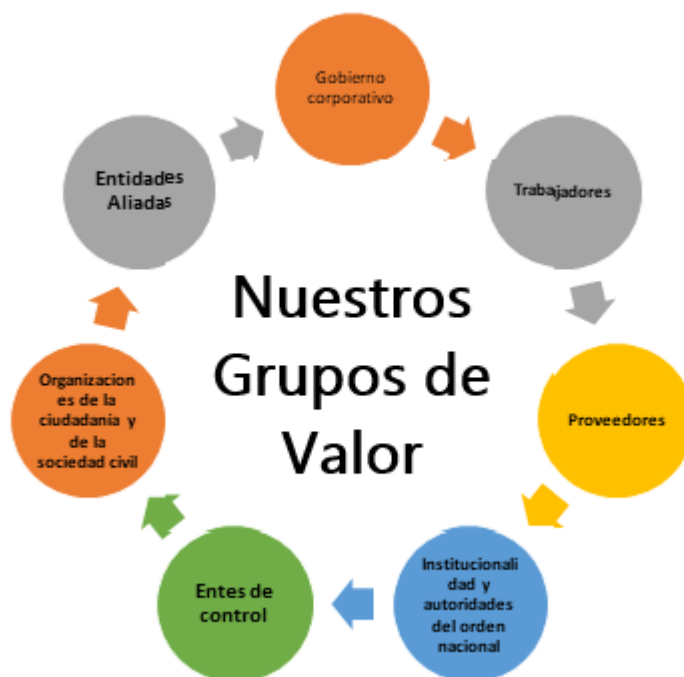 Gobierno
corporativo
Trabajadores
Proveedores
Institucionali
dad y
autoridades
del orden
nacional
Entes de
control
Organizacion
es de la
ciudadanía y
de la
sociedad civil
Entidades
Aliadas
Nuestros
Grupos de
Valor